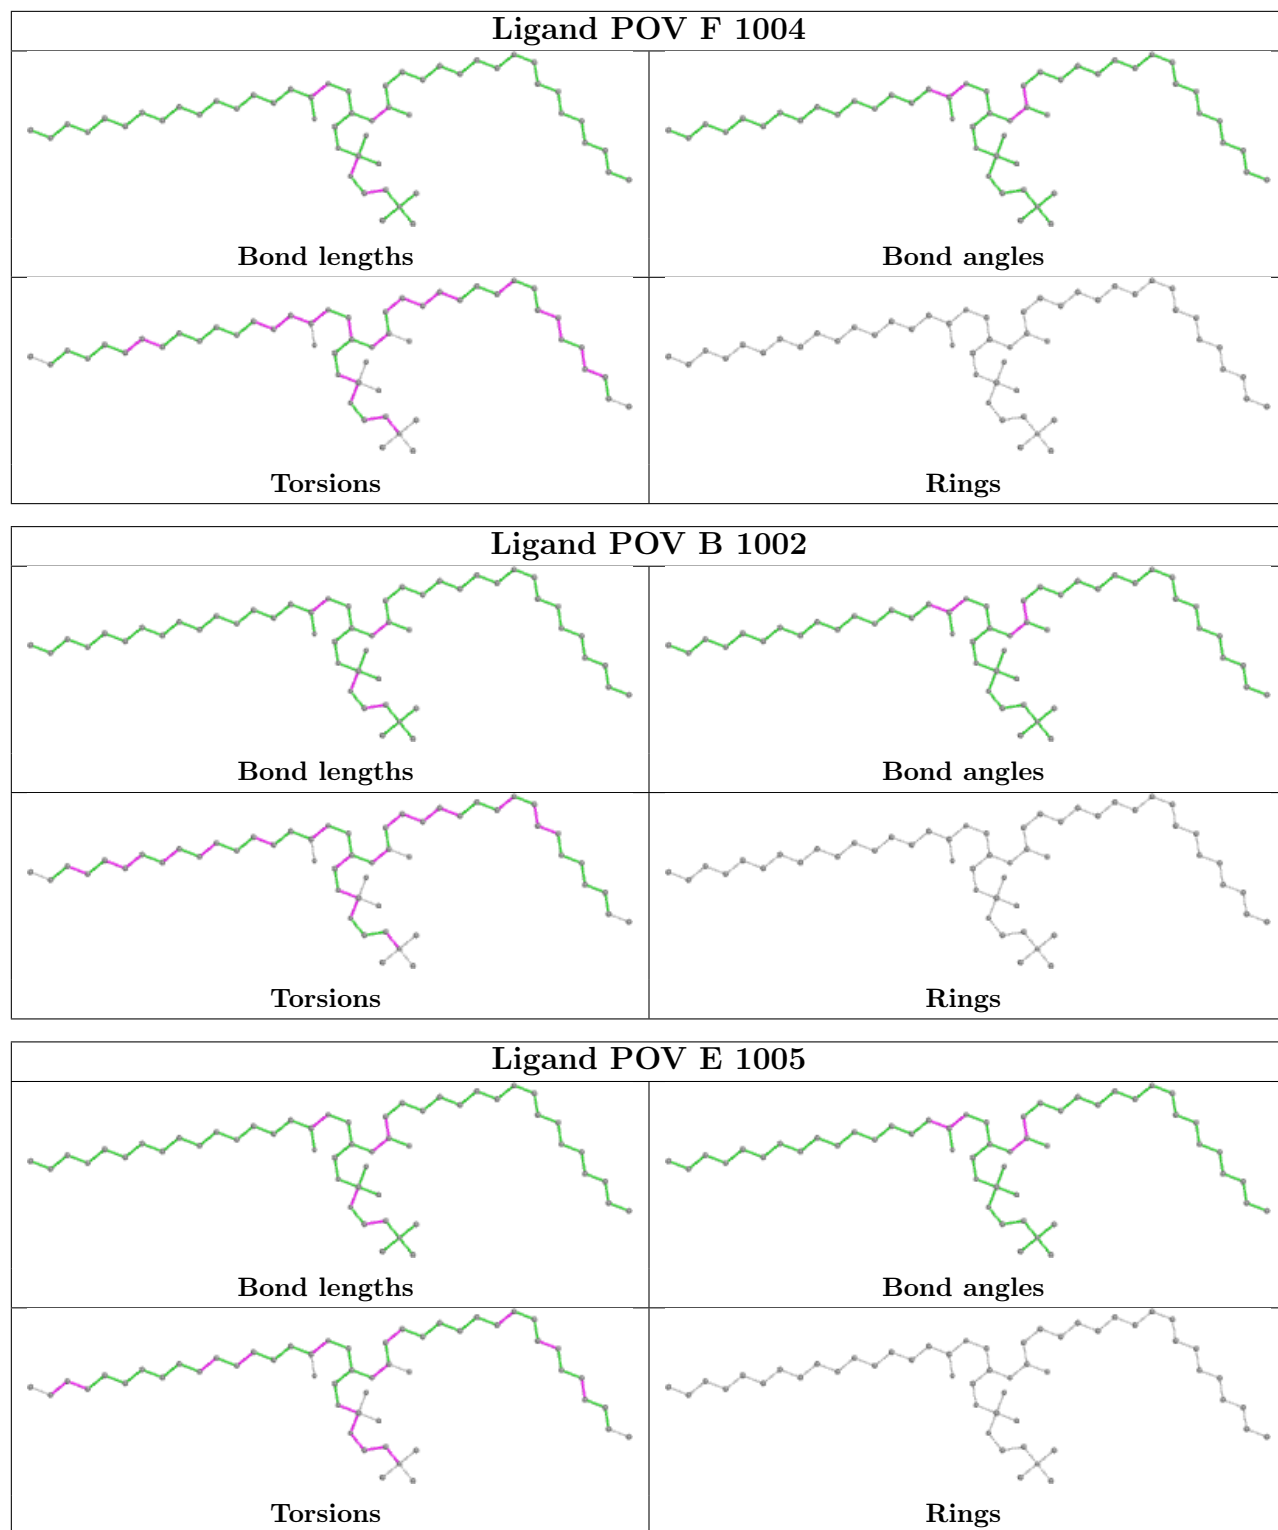 Ligand POV F 1004
Bond lengths
Bond angles
Torsions
Rings
Ligand POV B 1002
Bond lengths
Bond angles
Torsions
Rings
Ligand POV E 1005
Bond lengths
Bond angles
Torsions
Rings